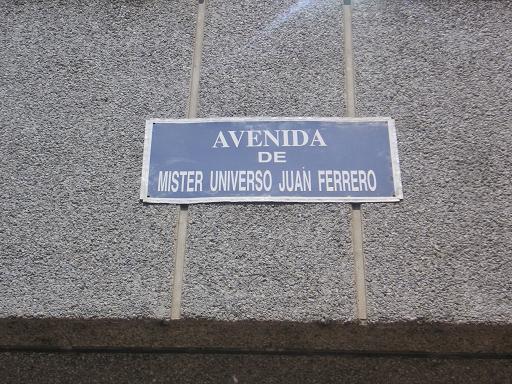 AVENIDA
DE
MISTER UNIVERSO JUAN FERRERO